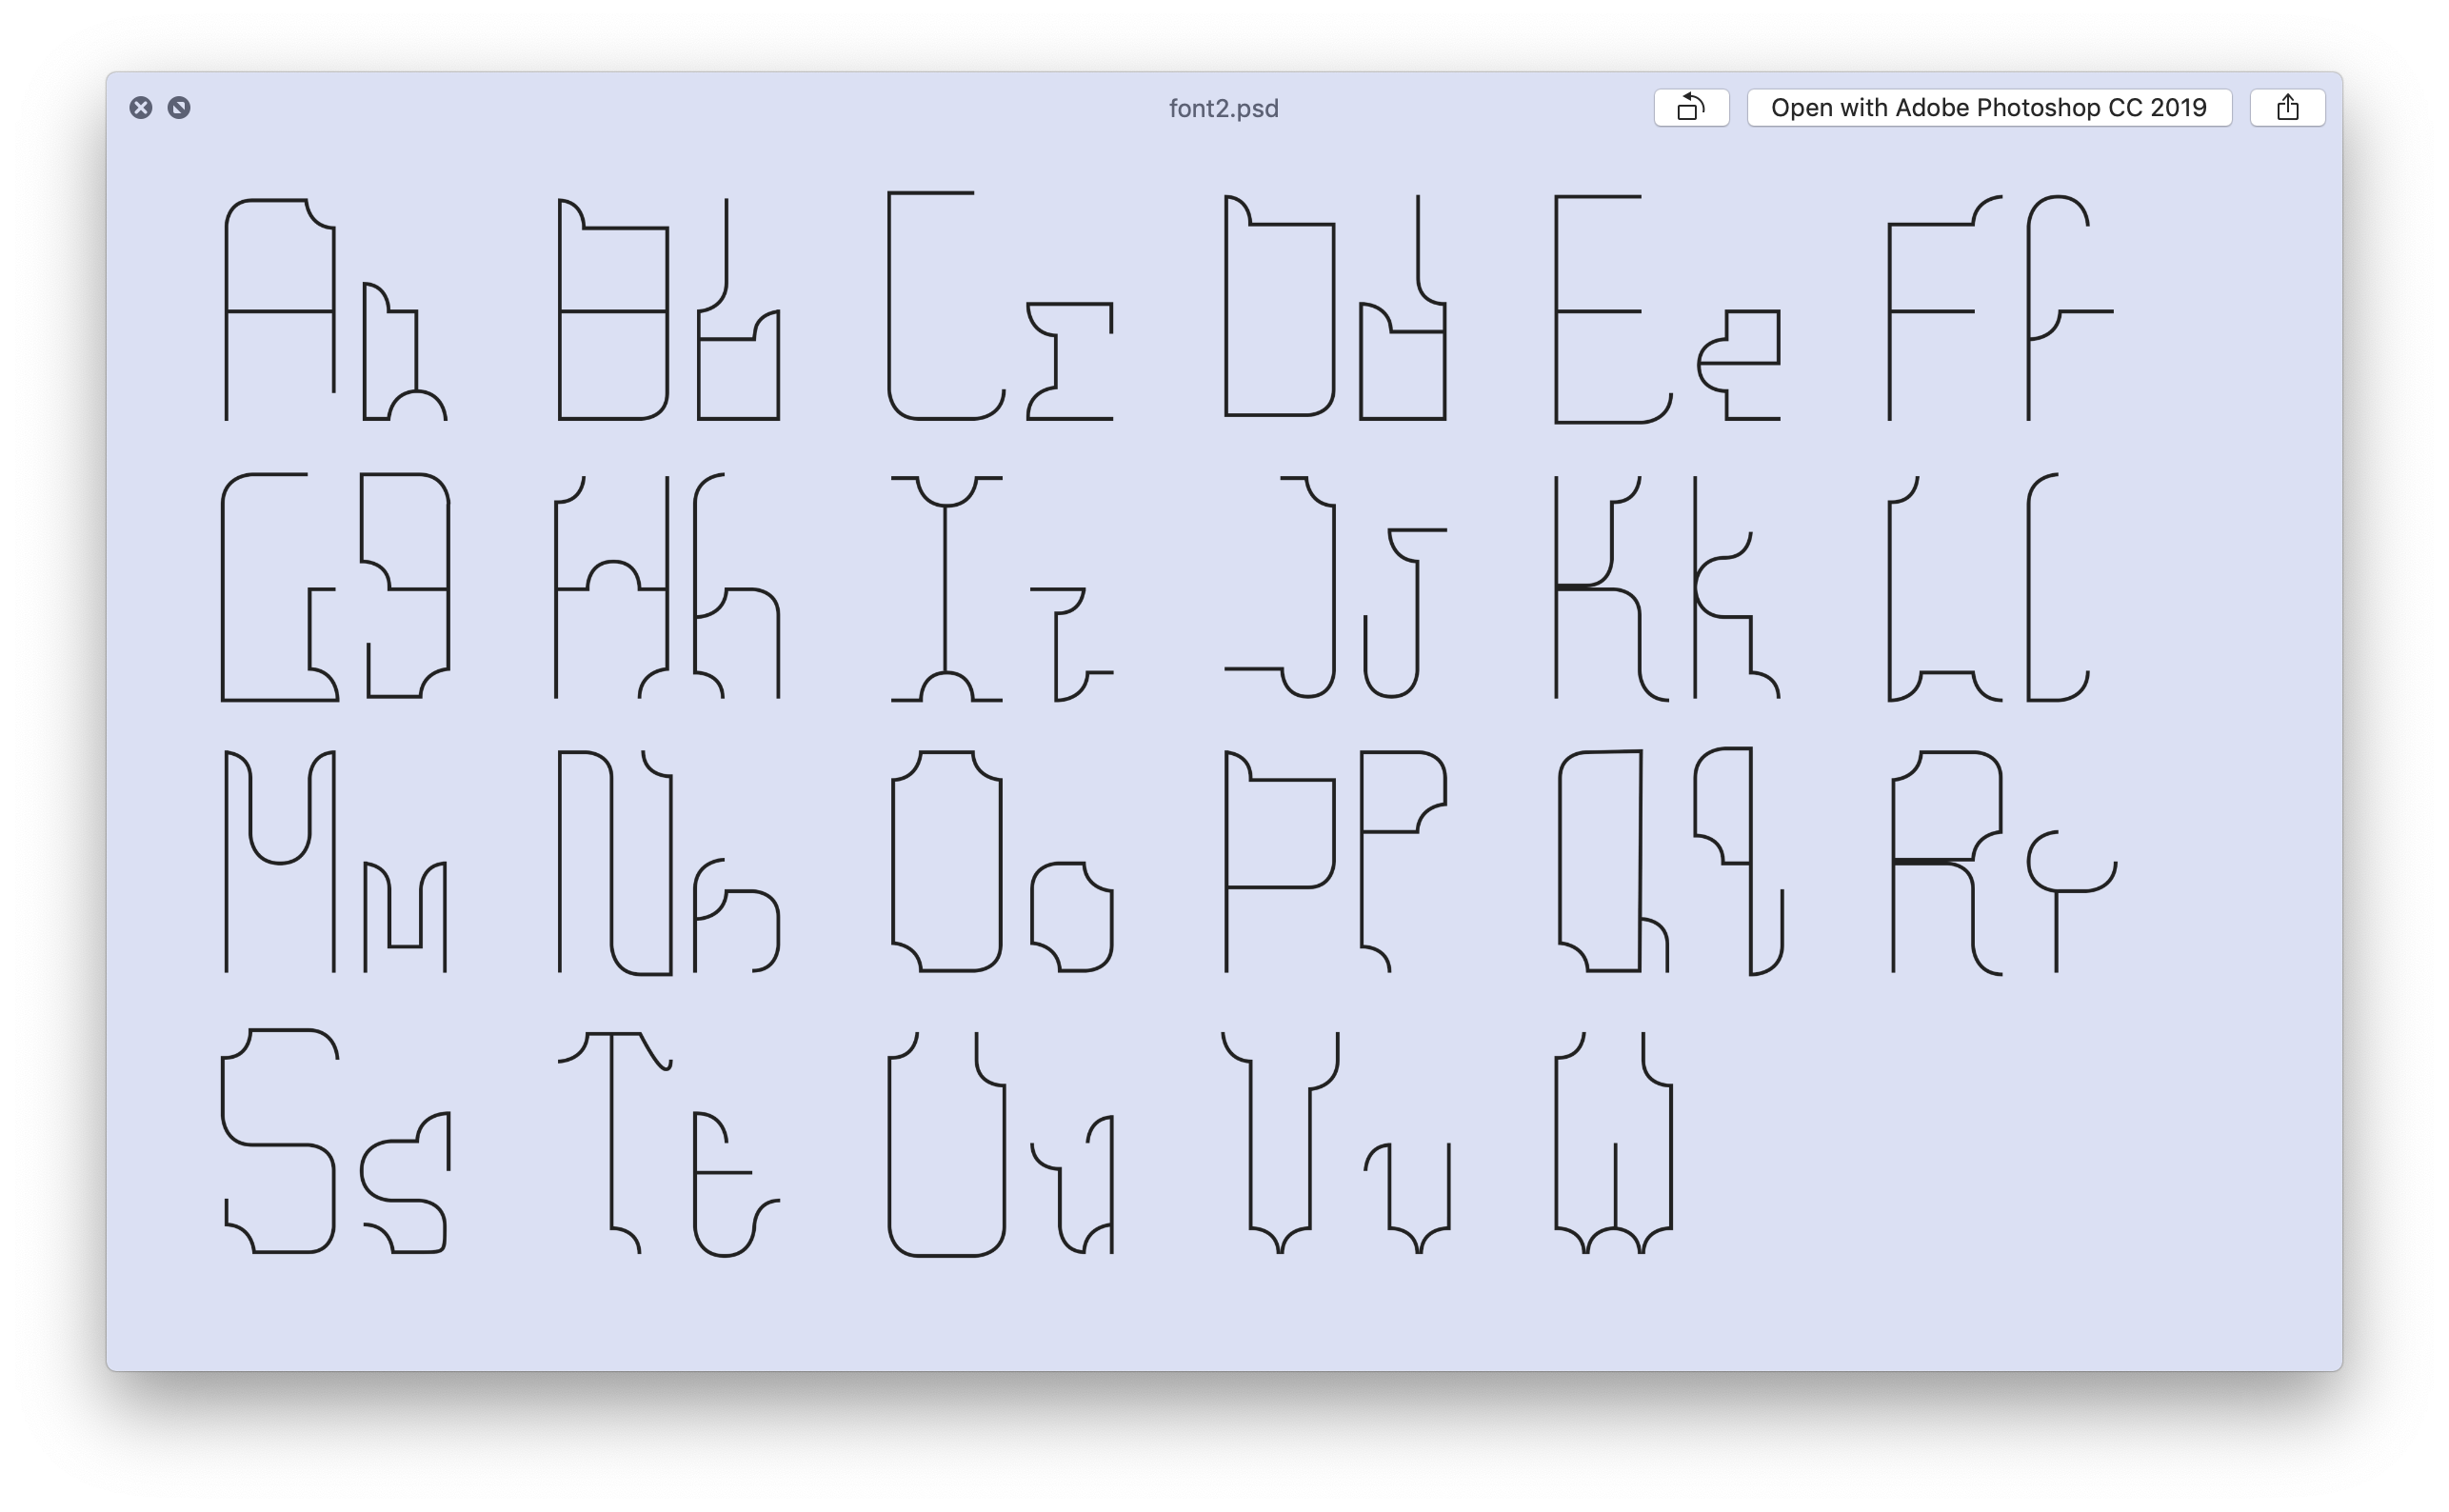 font2.psd
Open with Adobe Photoshop CC 2019
Aa Bb Cc Dd Ee Ff
Gg Hh Ii Jj Kk Ll
Mm Nn Oo Pp Qq Rr
Ss Tt Uu Vv W